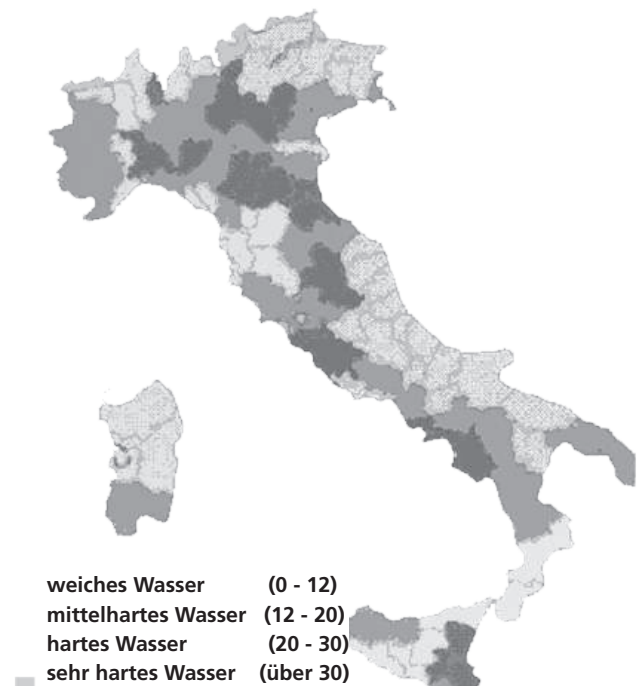 weiches Wasser (0 - 12)
mittelhartes Wasser (12 - 20)
hartes Wasser (20 - 30)
sehr hartes Wasser (über 30)